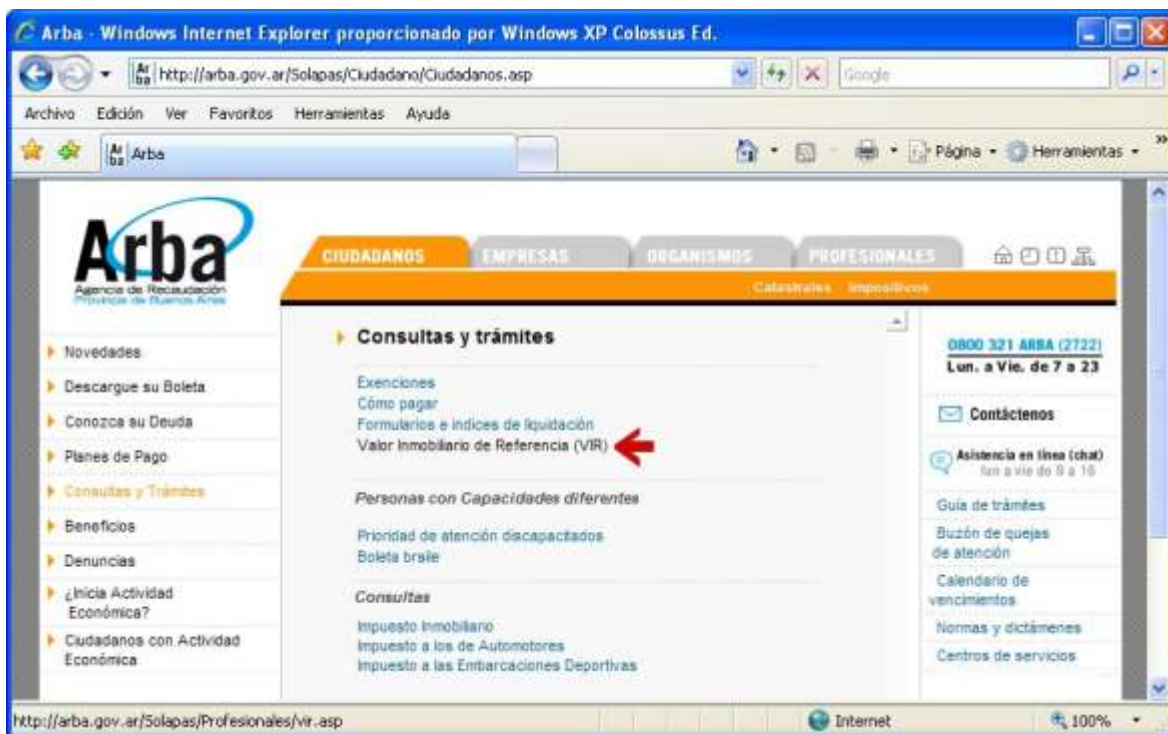 Arba - Windows Internet Explorer proporcionado por Windows XP Colossus Ed.
http://arba.gov.ar/Solapas/Ciudadano/Ciudadanos.asp
Google
Archivo Edición Ver Favoritos Herramientas Ayuda
Arba
Página
Herramientas
Arba
Agencia de Recaudación
Provincia de Buenos Aires
CIUDADANOS
EMPRESAS
ORGANISMOS
PROFESIONALES
Catastrales Impositivos
Novedades
Descargue su Boleta
Conozca su Deuda
Planes de Pago
Consultas y Trámites
Beneficios
Denuncias
¿Inicia Actividad
Económica?
Ciudadanos con Actividad
Económica
Consultas y trámites
Exenciones
Cómo pagar
Formularios e indices de liquidación
Valor Inmobiliario de Referencia (VIR)
Personas con Capacidades diferentes
Prioridad de atención discapacitados
Boleta braile
Consultas
Impuesto Inmobiliario
Impuesto a los de Automotores
Impuesto a las Embarcaciones Deportivas
0800 321 ARBA (2722)
Lun. a Vie. de 7 a 23
Contáctenos
Asistencia en línea (chat)
lun a vie de 8 a 16
Guía de trámites
Buzón de quejas
de atención
Calendario de
vencimientos
Normas y dictámenes
Centros de servicios
http://arba.gov.ar/Solapas/Profesionales/vir.asp
Internet
100%